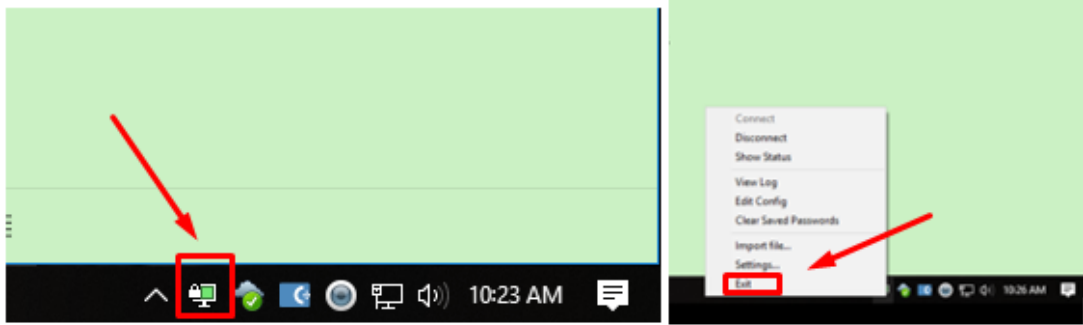 10:23 AM
Connect
Disconnect
Show Status
View Log
Edit Config
Clear Saved Passwords
Import file...
Settings...
Exit
10:26 AM